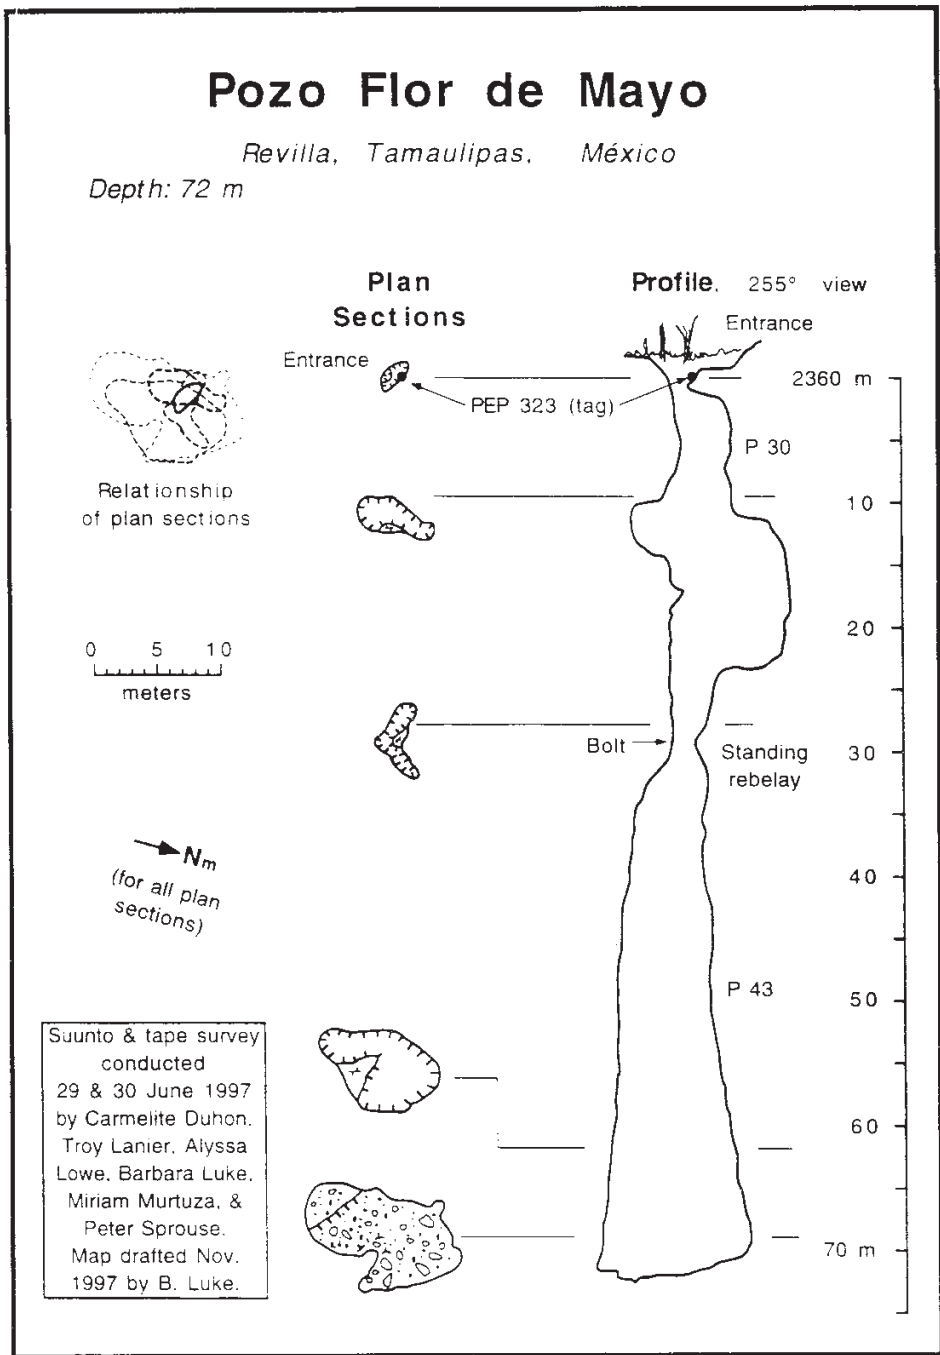 Pozo Flor de Mayo
Revilla, Tamaulipas, México
Depth: 72 m
Plan
Sections
Profile, 255° view
Entrance
Entrance
2360 m
PEP 323 (tag)
P 30
Relationship
of plan sections
10
20
0 5 10
meters
Bolt
Standing
rebelay
30
Nm
(for all plan
sections)
40
P 43
50
60
70 m
Suunto & tape survey
conducted
29 & 30 June 1997
by Carmelite Duhon,
Troy Lanier, Alyssa
Lowe, Barbara Luke,
Miriam Murtuza, &
Peter Sprouse.
Map drafted Nov.
1997 by B. Luke.